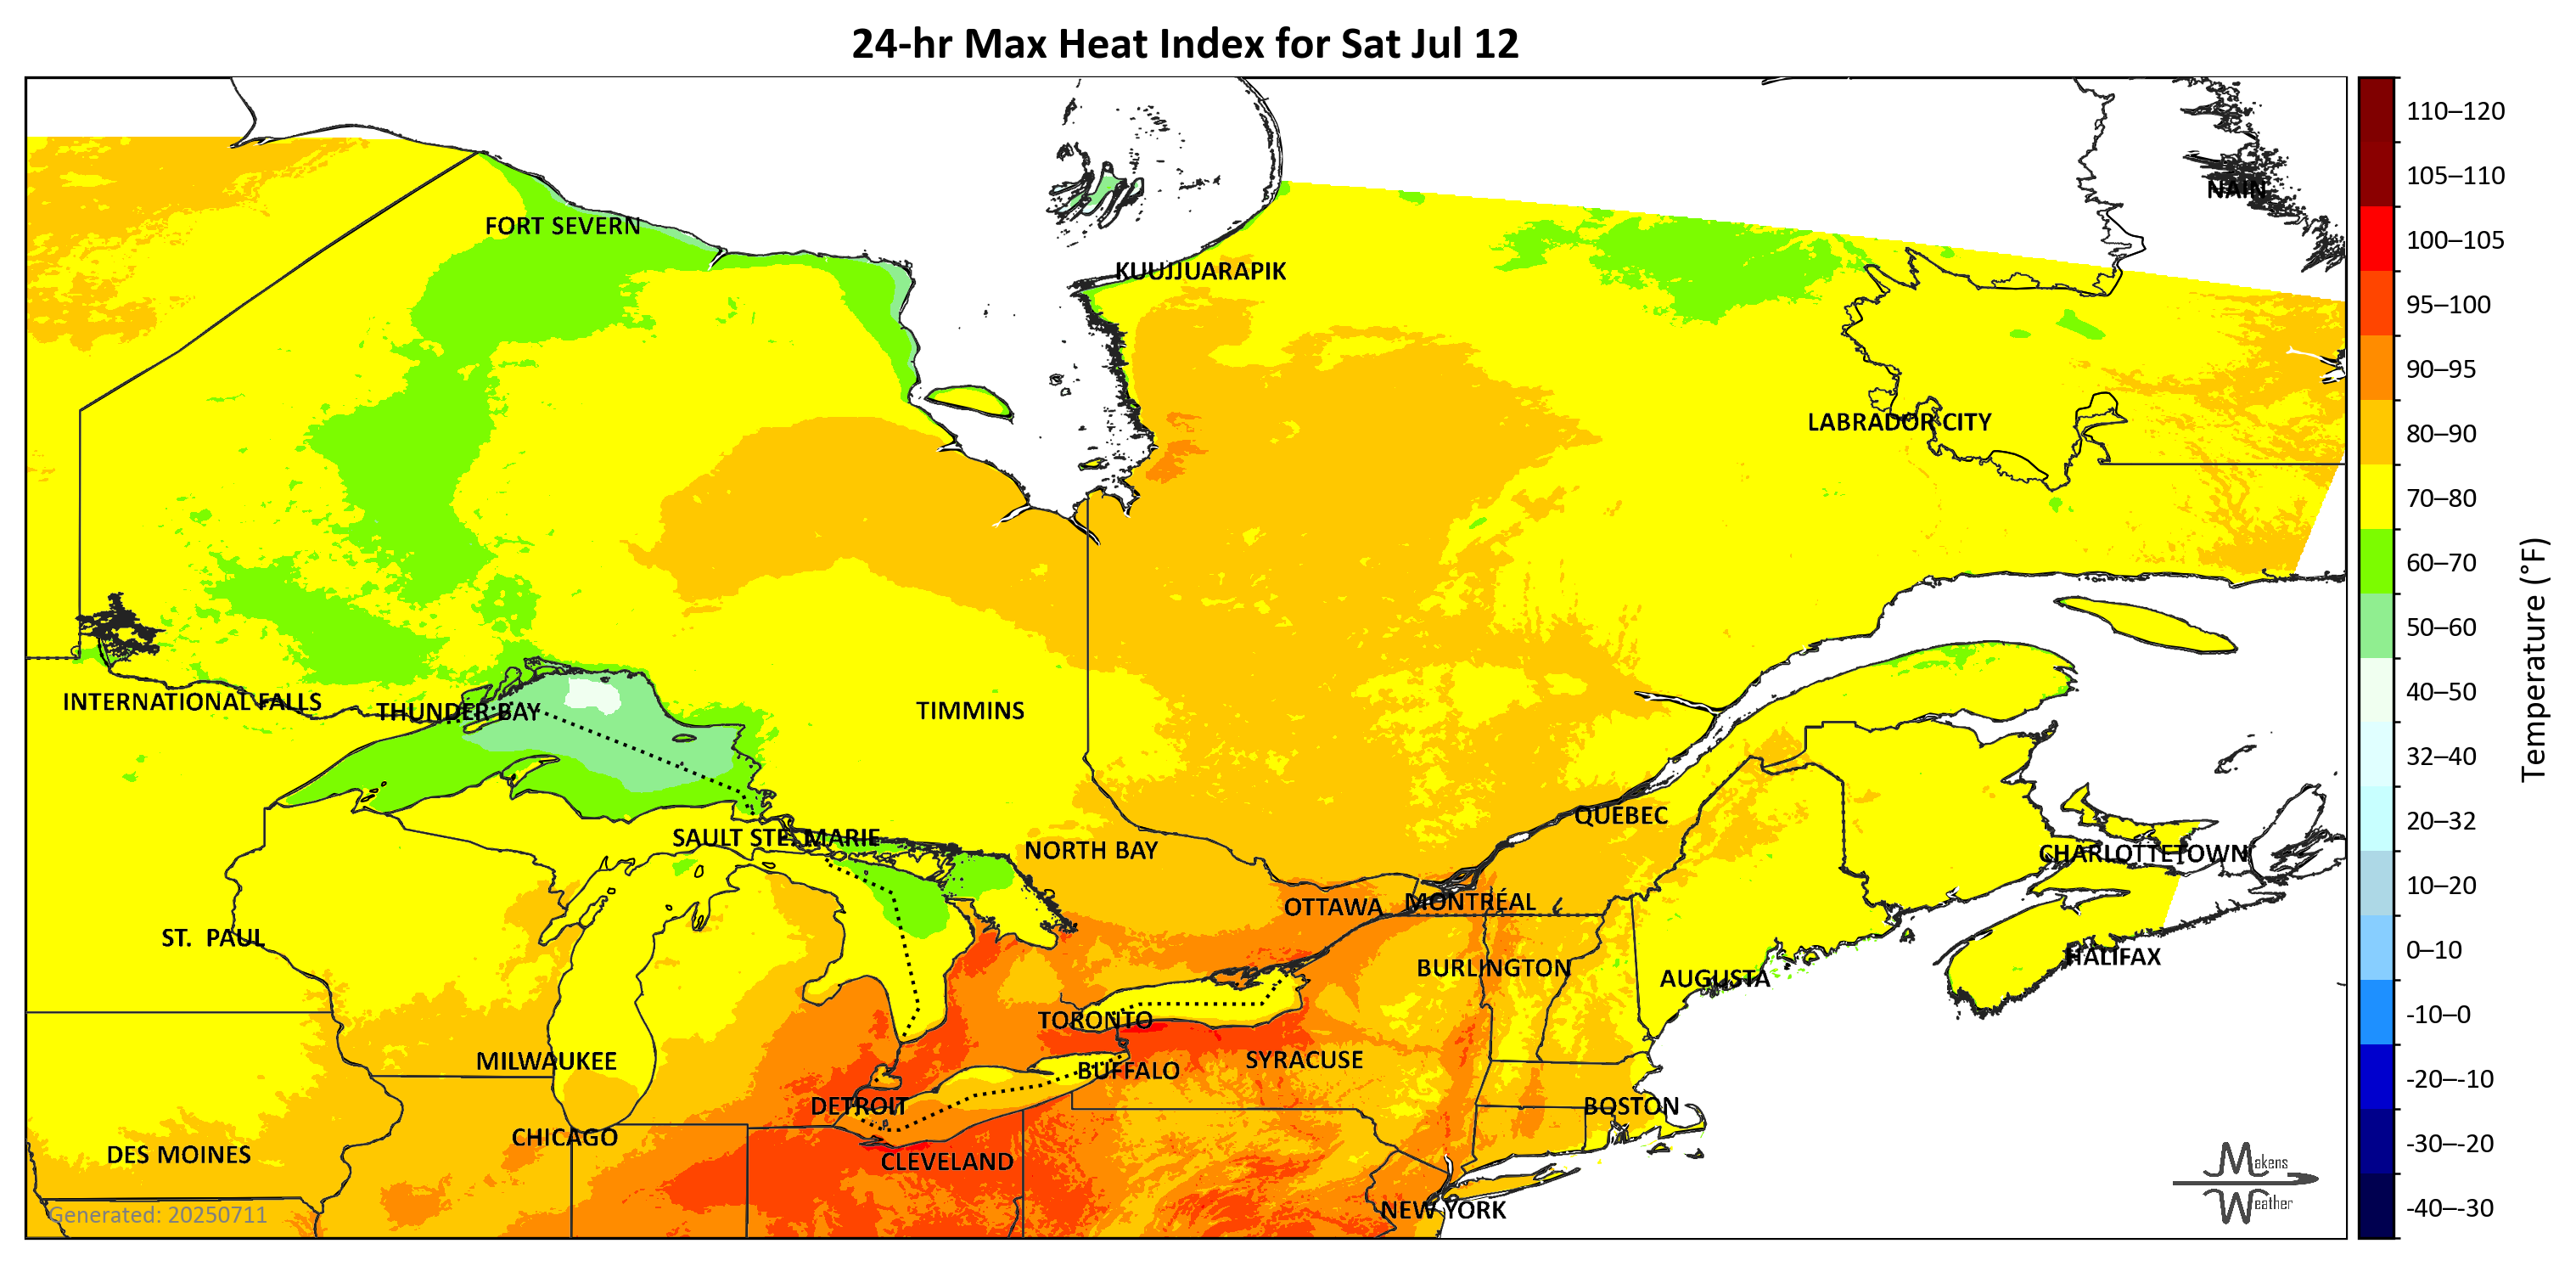 24-hr Max Heat Index for Sat Jul 12
NAIN
FORT SEVERN
KUUJJUARAPIK
LABRADOR CITY
INTERNATIONAL FALLS
THUNDER BAY
TIMMINS
QUEBEC
SAULT STE. MARIE
NORTH BAY
CHARLOTTETOWN
OTTAWA
MONTRÉAL
ST. PAUL
HALIFAX
BURLINGTON
AUGUSTA
TORONTO
MILWAUKEE
SYRACUSE
BUFFALO
DETROIT
BOSTON
CHICAGO
DES MOINES
CLEVELAND
NEW YORK
Generated: 20250711
Makens
Weather
110–120
105–110
100–105
95–100
90–95
80–90
70–80
60–70
50–60
40–50
32–40
20–32
10–20
0–10
-10–0
-20–-10
-30–-20
-40–-30
Temperature (°F)